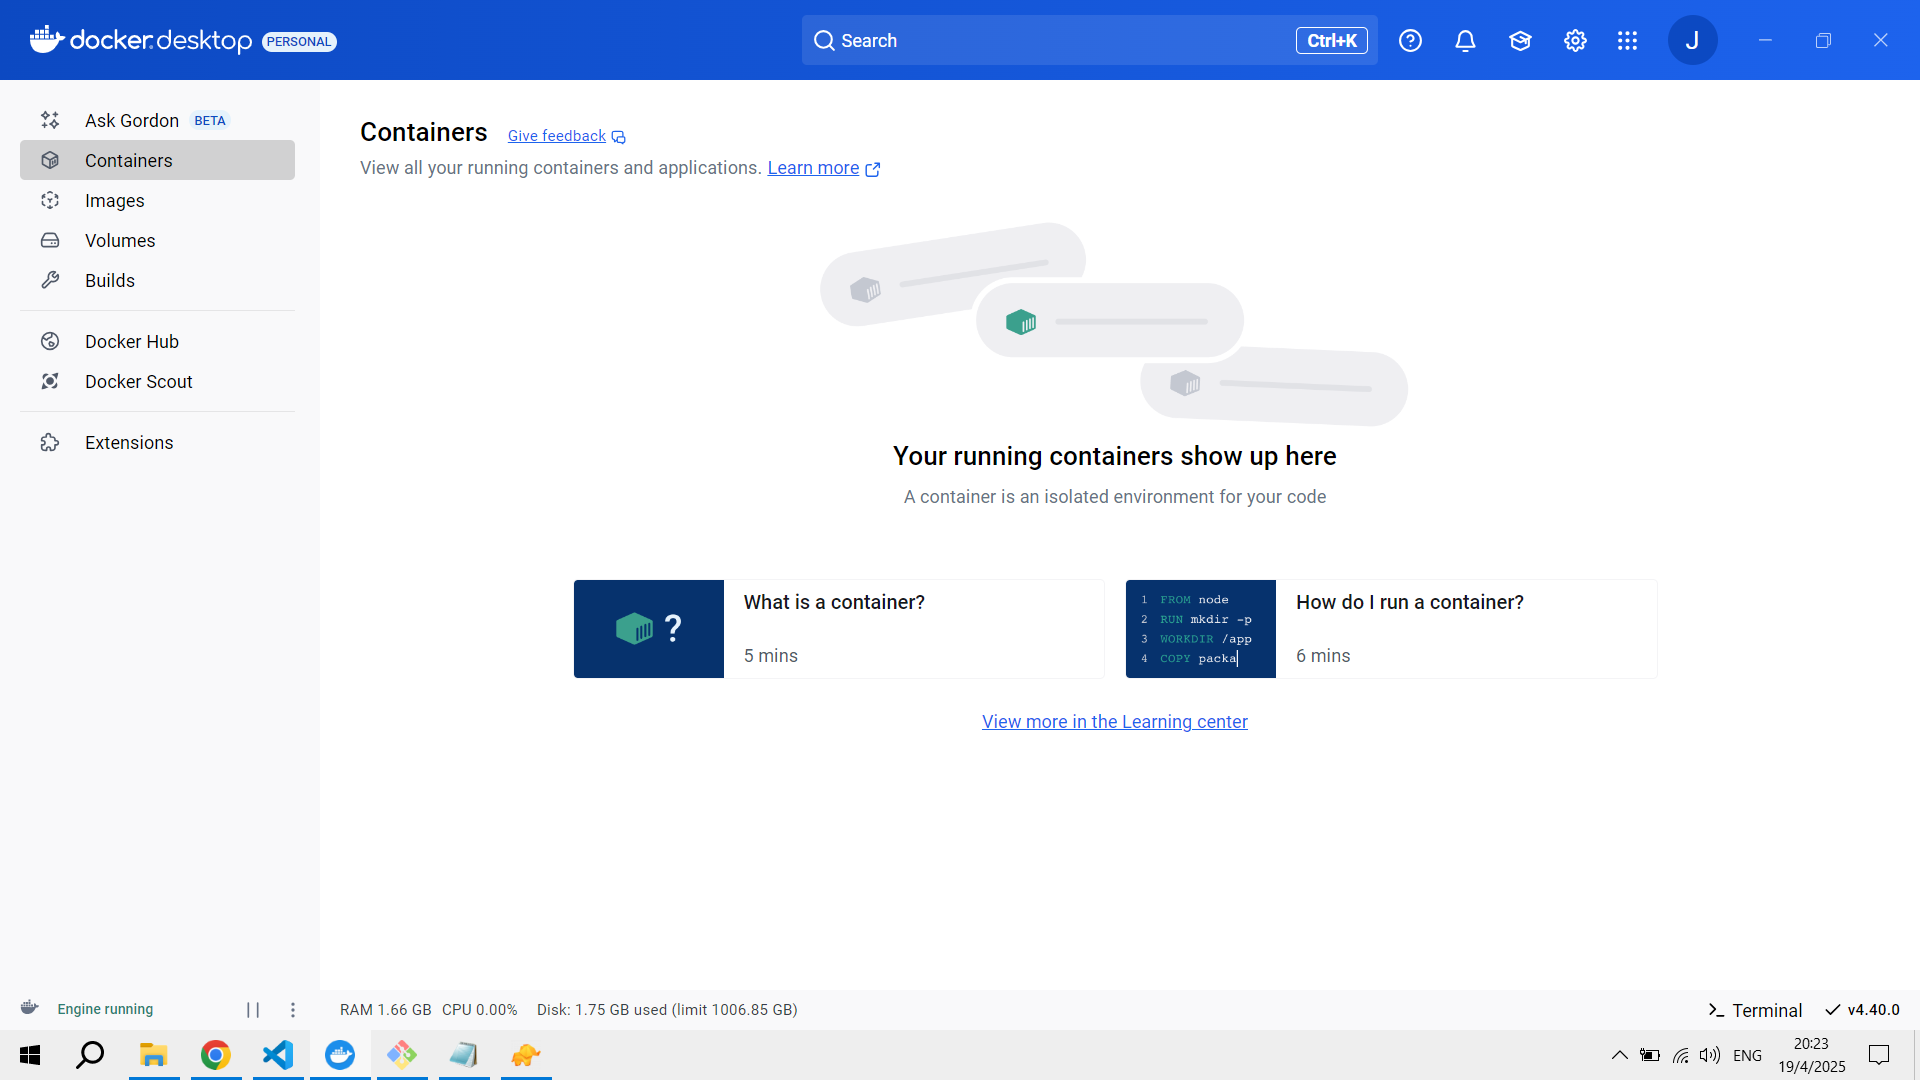 docker.desktop PERSONAL
Search
Ctrl+K
J
Ask Gordon BETA
Containers
Images
Volumes
Builds
Docker Hub
Docker Scout
Extensions
Containers Give feedback
View all your running containers and applications. Learn more
Your running containers show up here
A container is an isolated environment for your code
?
What is a container?
5 mins
1 FROM node
2 RUN mkdir -p
3 WORKDIR /app
4 COPY packa
How do I run a container?
6 mins
View more in the Learning center
Engine running
RAM 1.66 GB CPU 0.00% Disk: 1.75 GB used (limit 1006.85 GB)
Terminal
v4.40.0
ENG
20:23
19/4/2025